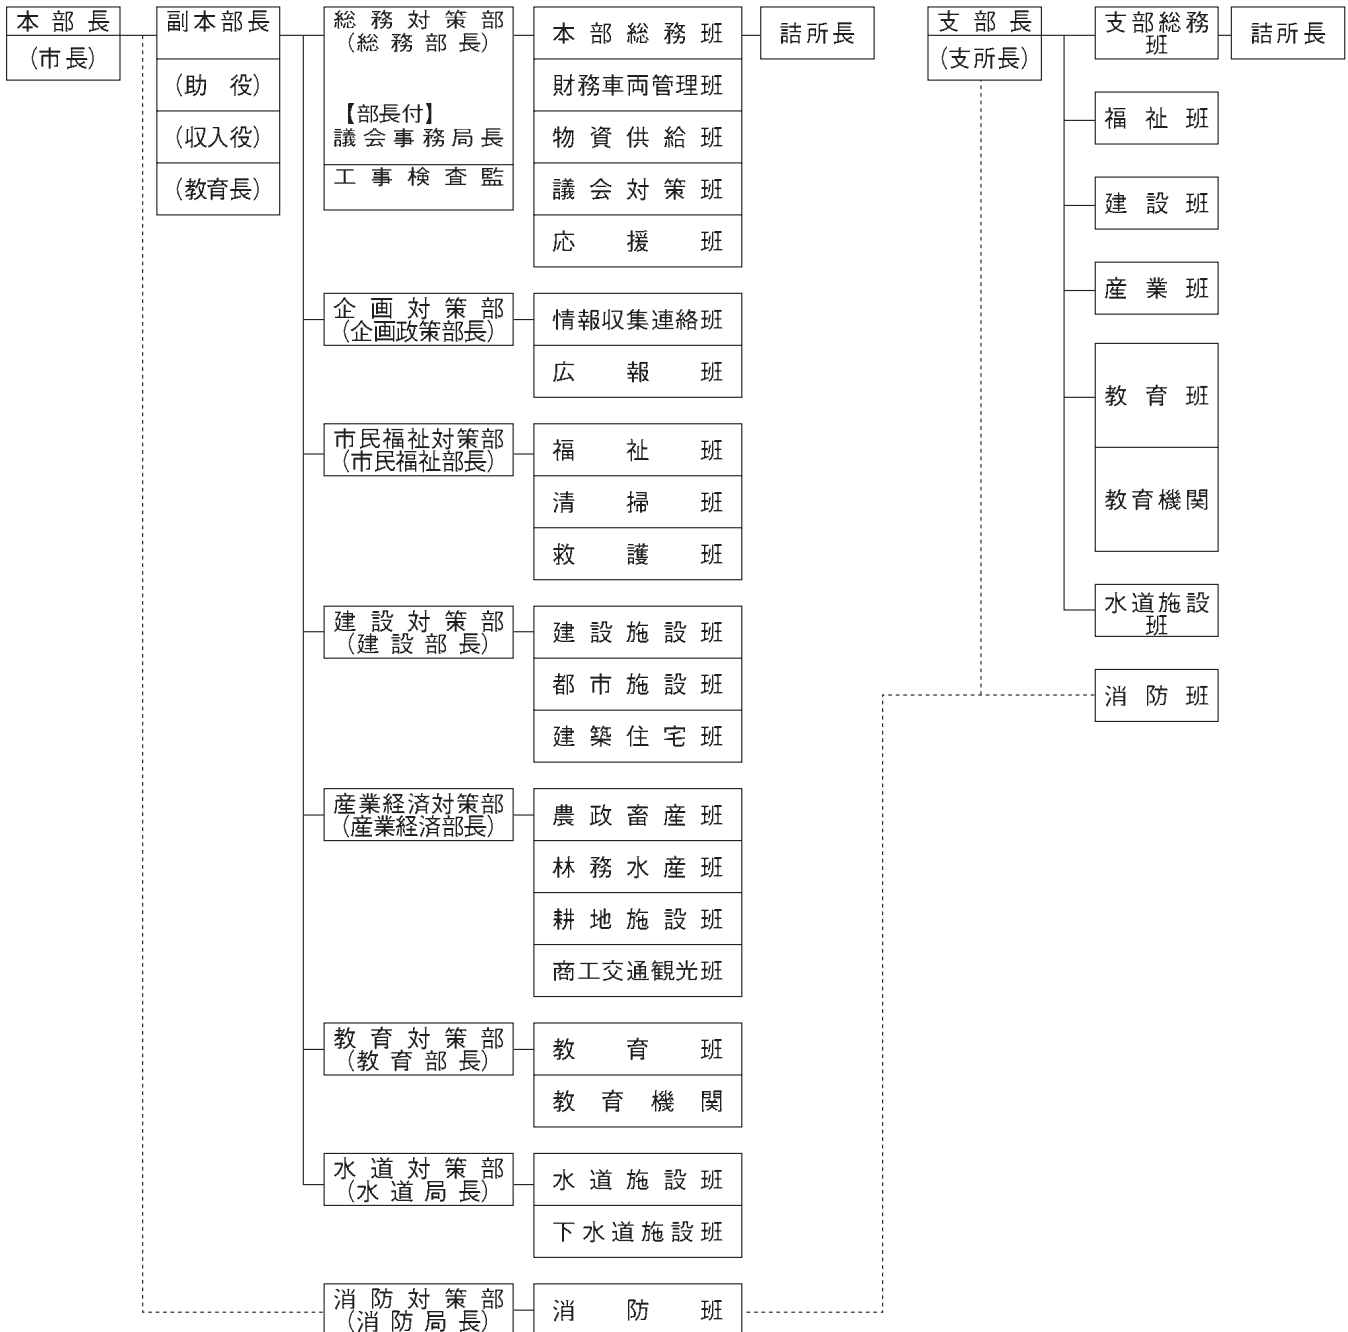 本部長
(市長)
副本部長
(助役)
(収入役)
(教育長)
総務対策部
(総務部長)
【部長付】
議会事務局長
工事検査監
本部総務班
詰所長
財務車両管理班
物資供給班
議会対策班
応援班
企画対策部
(企画政策部長)
情報収集連絡班
広報班
市民福祉対策部
(市民福祉部長)
福祉班
清掃班
救護班
建設対策部
(建設部長)
建設施設班
都市施設班
建築住宅班
産業経済対策部
(産業経済部長)
農政畜産班
林務水産班
耕地施設班
商工交通観光班
教育対策部
(教育部長)
教育班
教育機関
水道対策部
(水道局長)
水道施設班
下水道施設班
消防対策部
(消防局長)
消防班
支部長
(支所長)
支部総務
班
詰所長
福祉班
建設班
産業班
教育班
教育機関
水道施設
班
消防班